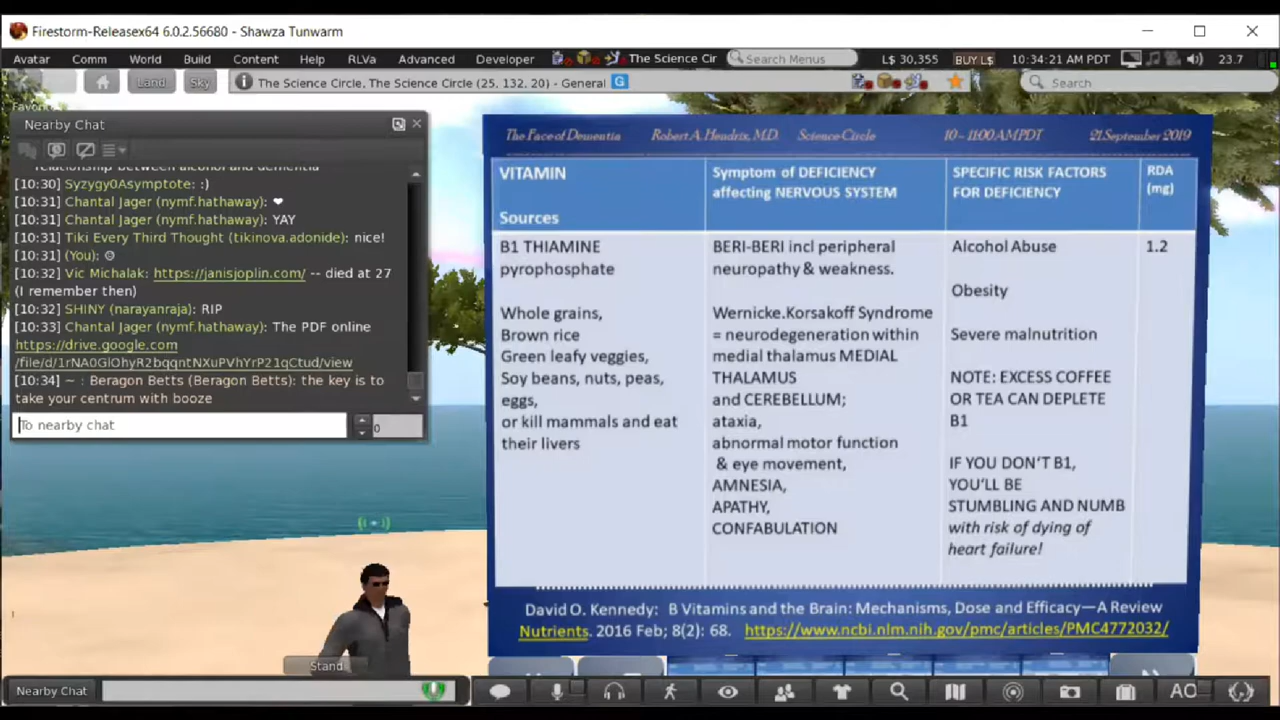 Firestorm-Releasex64 6.0.2.56680 - Shawza Tunwarm
Avatar Comm World Build Content Help RLVa Advanced Developer The Science Cir Search Menus L$ 30,355 BUY L$ 10:34:21 AM PDT 23.7
Land Sky The Science Circle, The Science Circle (25, 132, 20) - General G Search
Nearby Chat
relationship between alcohol and dementia
[10:30] Syzygy0Asymptote: :)
[10:31] Chantal Jager (nymf.hathaway): ❤
[10:31] Chantal Jager (nymf.hathaway): YAY
[10:31] Tiki Every Third Thought (tikinova.adonide): nice!
[10:31] (You): ☺
[10:32] Vic Michalak: https://janisjoplin.com/ -- died at 27
(I remember then)
[10:32] SHINY (narayanraja): RIP
[10:33] Chantal Jager (nymf.hathaway): The PDF online
https://drive.google.com
/file/d/1rNA0GiOhyR2bqqntNXuPVhYrP21qCtud/view
[10:34] ~ : Beragon Betts (Beragon Betts): the key is to
take your centrum with booze
To nearby chat
0
The Face of Dementia Robert A. Hendrix, M.D. Science Circle 10 - 11:00 AM PDT 21 September 2019
VITAMIN
Sources
Symptom of DEFICIENCY
affecting NERVOUS SYSTEM
SPECIFIC RISK FACTORS
FOR DEFICIENCY
RDA
(mg)
B1 THIAMINE
pyrophosphate
Whole grains,
Brown rice
Green leafy veggies,
Soy beans, nuts, peas,
eggs,
or kill mammals and eat
their livers
BERI-BERI incl peripheral
neuropathy & weakness.
Wernicke.Korsakoff Syndrome
= neurodegeneration within
medial thalamus MEDIAL
THALAMUS
and CEREBELLUM;
ataxia,
abnormal motor function
& eye movement,
AMNESIA,
APATHY,
CONFABULATION
Alcohol Abuse
Obesity
Severe malnutrition
NOTE: EXCESS COFFEE
OR TEA CAN DEPLETE
B1
IF YOU DON'T B1,
YOU'LL BE
STUMBLING AND NUMB
with risk of dying of
heart failure!
1.2
David O. Kennedy: B Vitamins and the Brain: Mechanisms, Dose and Efficacy—A Review
Nutrients. 2016 Feb; 8(2): 68. https://www.ncbi.nlm.nih.gov/pmc/articles/PMC4772032/
Stand
Nearby Chat
AO